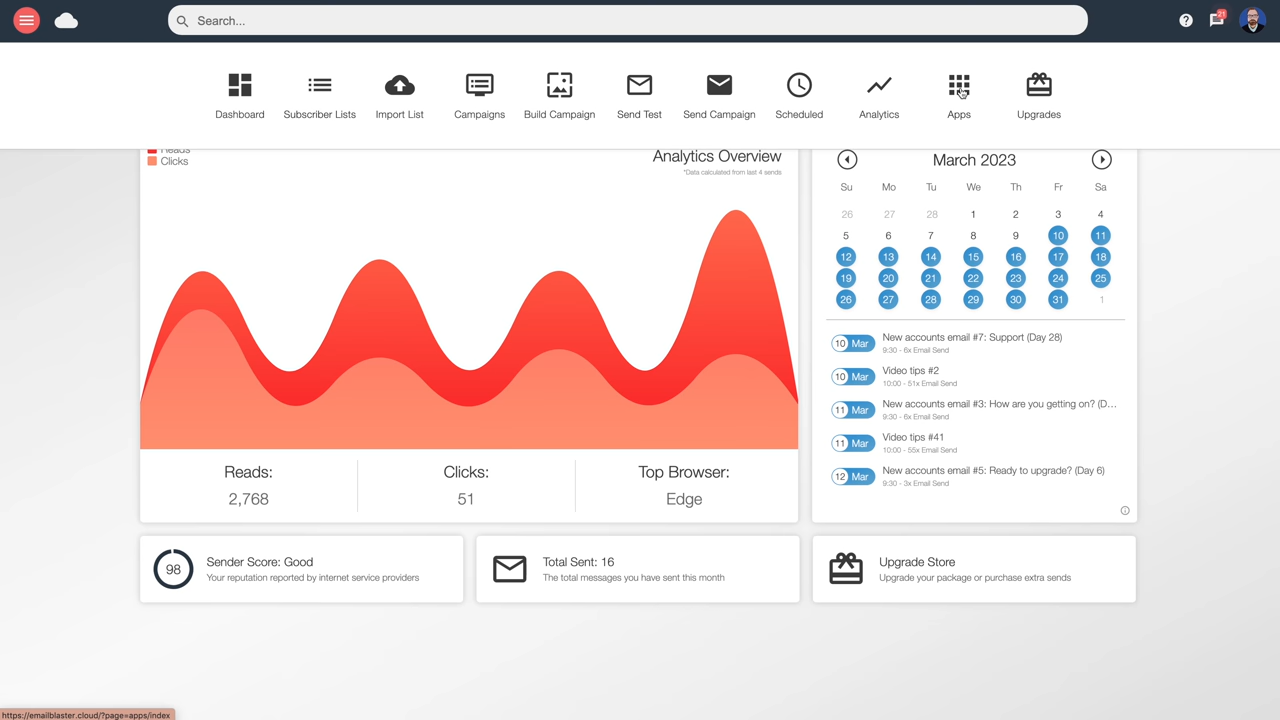 Search...
21
Dashboard
Subscriber Lists
Import List
Campaigns
Build Campaign
Send Test
Send Campaign
Scheduled
Analytics
Apps
Upgrades
Reads
Clicks
Analytics Overview
*Data calculated from last 4 sends
Reads:
2,768
Clicks:
51
Top Browser:
Edge
March 2023
Su Mo Tu We Th Fr Sa
26 27 28 1 2 3 4
5 6 7 8 9 10 11
12 13 14 15 16 17 18
19 20 21 22 23 24 25
26 27 28 29 30 31 1
10 Mar New accounts email #7: Support (Day 28)
9:30 - 6x Email Send
10 Mar Video tips #2
10:00 - 51x Email Send
11 Mar New accounts email #3: How are you getting on? (D...
9:30 - 6x Email Send
11 Mar Video tips #41
10:00 - 55x Email Send
12 Mar New accounts email #5: Ready to upgrade? (Day 6)
9:30 - 3x Email Send
98
Sender Score: Good
Your reputation reported by internet service providers
Total Sent: 16
The total messages you have sent this month
Upgrade Store
Upgrade your package or purchase extra sends
https://emailblaster.cloud/?page=apps/index